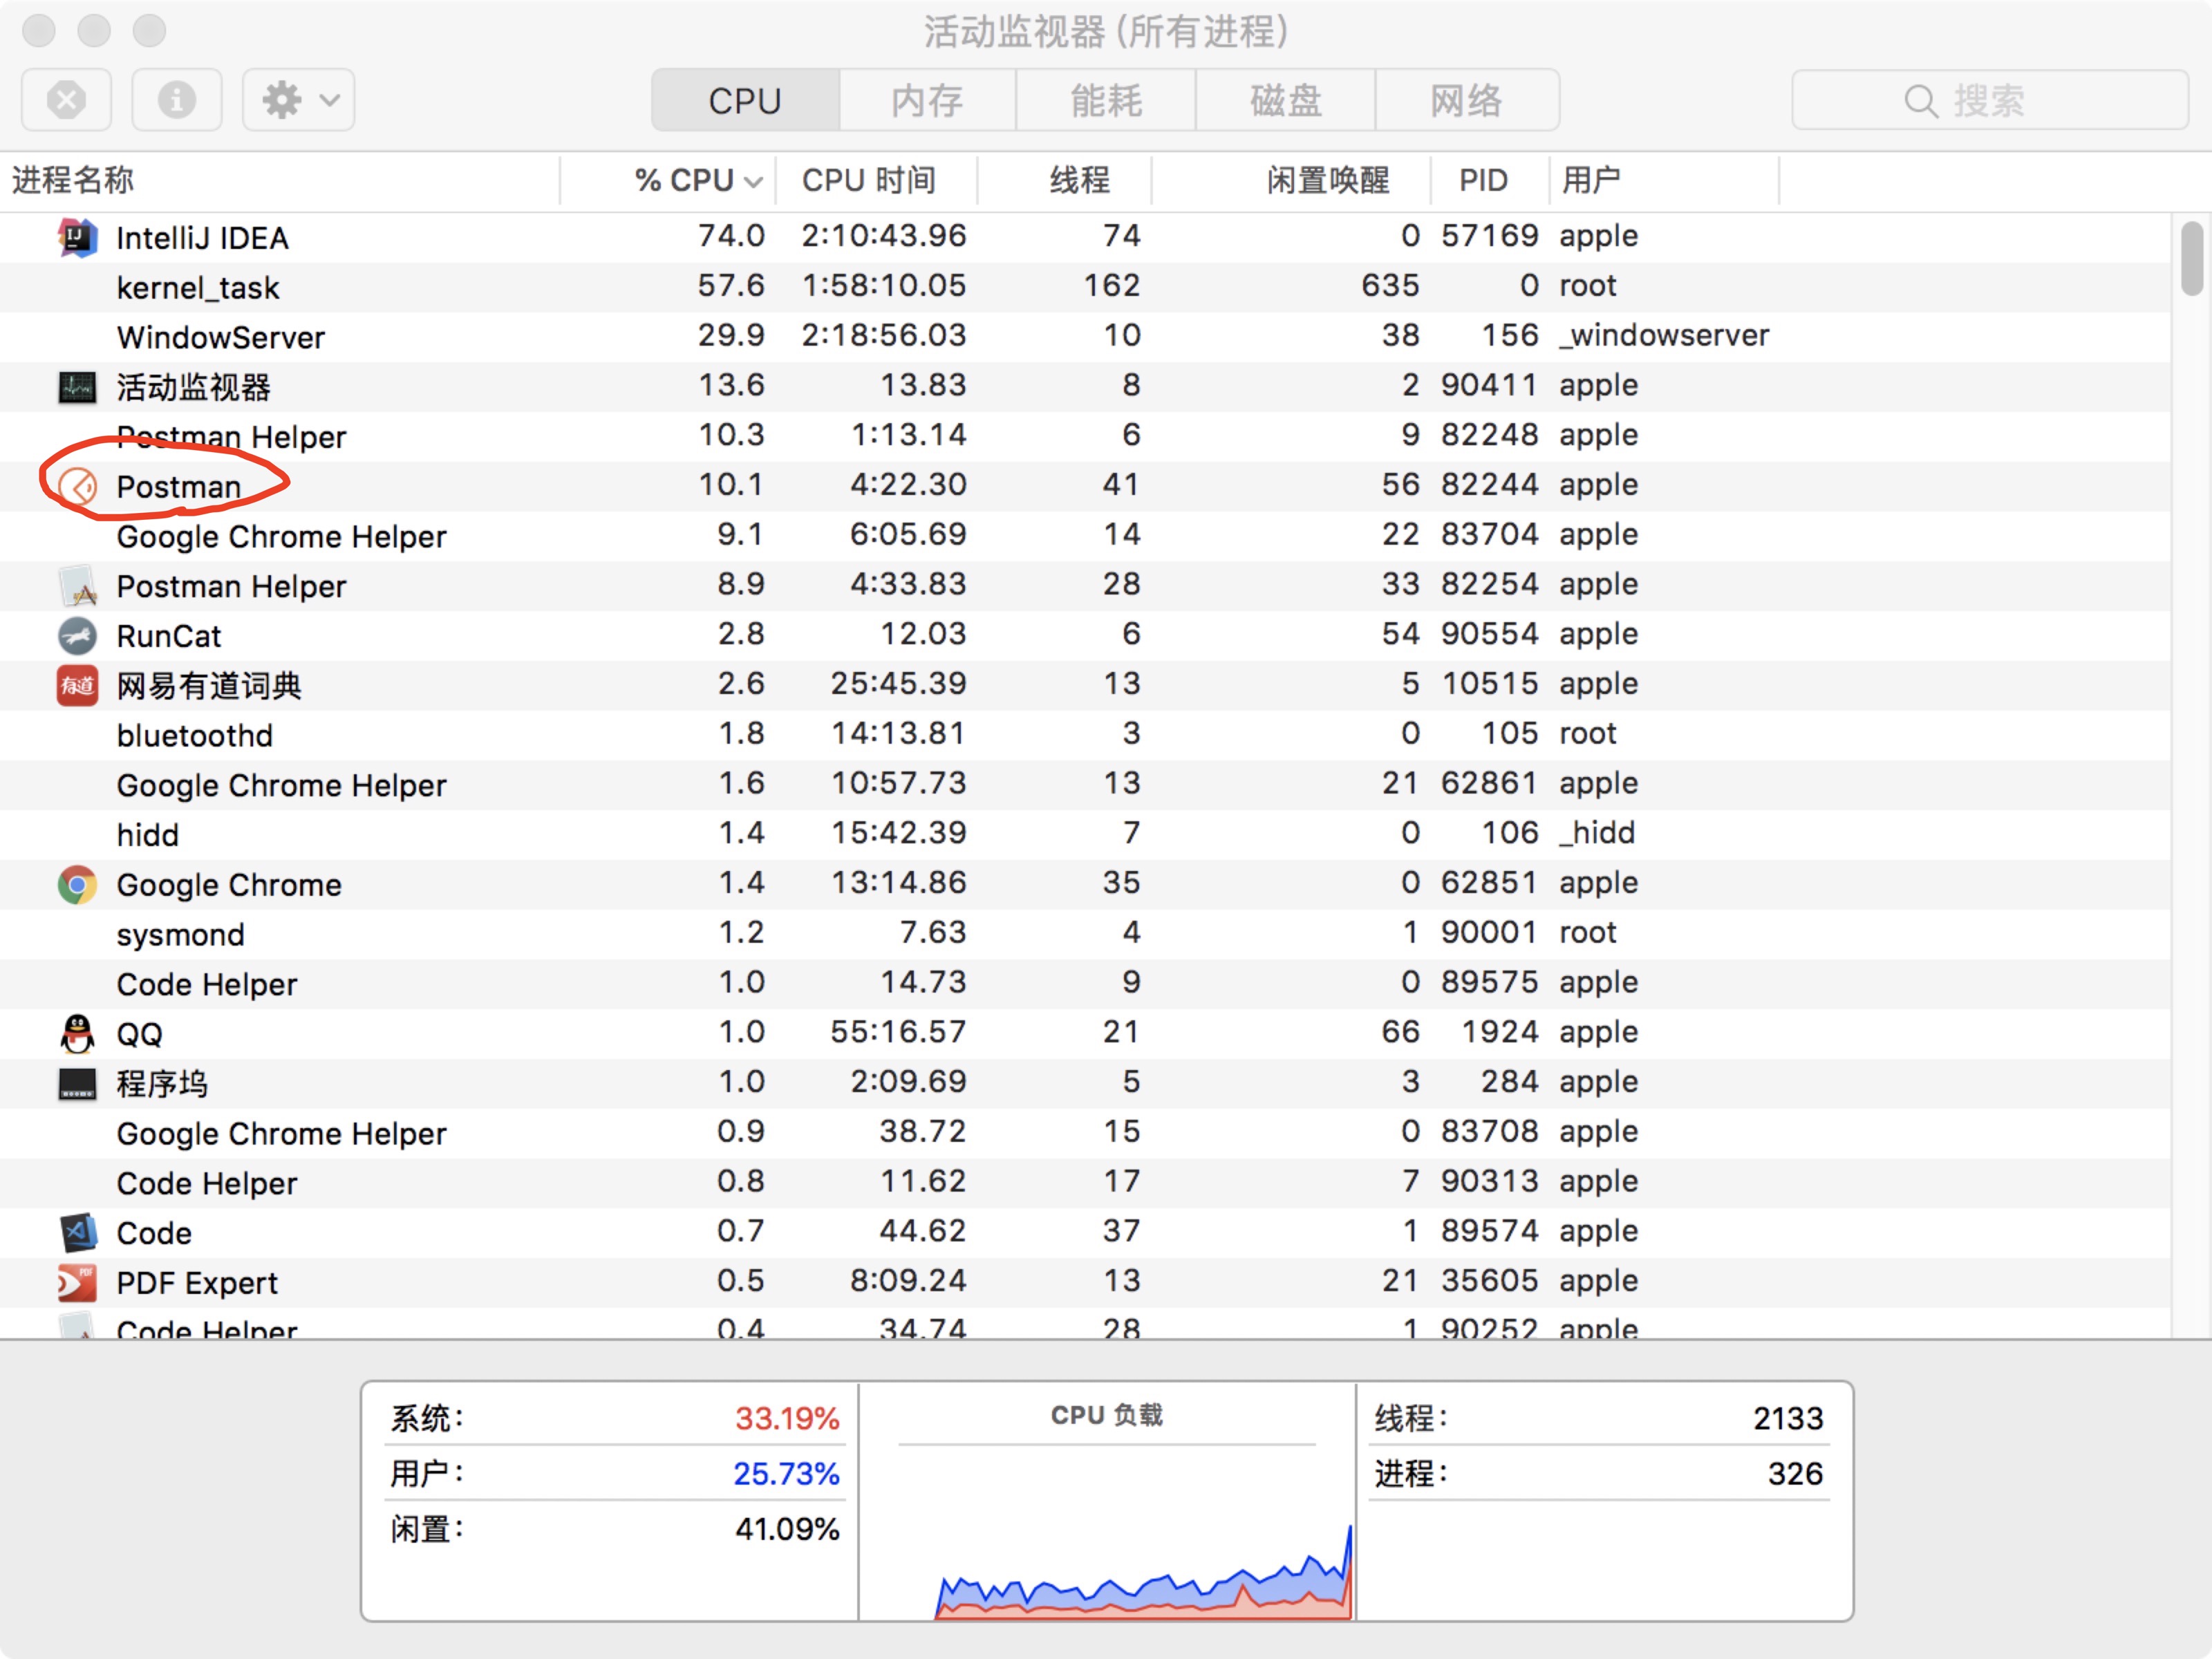 活动监视器 (所有进程)
CPU 内存 能耗 磁盘 网络 搜索
进程名称 % CPU CPU 时间 线程 闲置唤醒 PID 用户
IntelliJ IDEA 74.0 2:10:43.96 74 0 57169 apple
kernel_task 57.6 1:58:10.05 162 635 0 root
WindowServer 29.9 2:18:56.03 10 38 156 _windowserver
活动监视器 13.6 13.83 8 2 90411 apple
Postman Helper 10.3 1:13.14 6 9 82248 apple
Postman 10.1 4:22.30 41 56 82244 apple
Google Chrome Helper 9.1 6:05.69 14 22 83704 apple
Postman Helper 8.9 4:33.83 28 33 82254 apple
RunCat 2.8 12.03 6 54 90554 apple
有道 网易有道词典 2.6 25:45.39 13 5 10515 apple
bluetoothd 1.8 14:13.81 3 0 105 root
Google Chrome Helper 1.6 10:57.73 13 21 62861 apple
hidd 1.4 15:42.39 7 0 106 _hidd
Google Chrome 1.4 13:14.86 35 0 62851 apple
sysmond 1.2 7.63 4 1 90001 root
Code Helper 1.0 14.73 9 0 89575 apple
QQ 1.0 55:16.57 21 66 1924 apple
程序坞 1.0 2:09.69 5 3 284 apple
Google Chrome Helper 0.9 38.72 15 0 83708 apple
Code Helper 0.8 11.62 17 7 90313 apple
Code 0.7 44.62 37 1 89574 apple
PDF Expert 0.5 8:09.24 13 21 35605 apple
Code Helper 0.4 34.74 28 1 90252 apple
系统: 33.19% CPU 负载 线程: 2133
用户: 25.73% 进程: 326
闲置: 41.09%